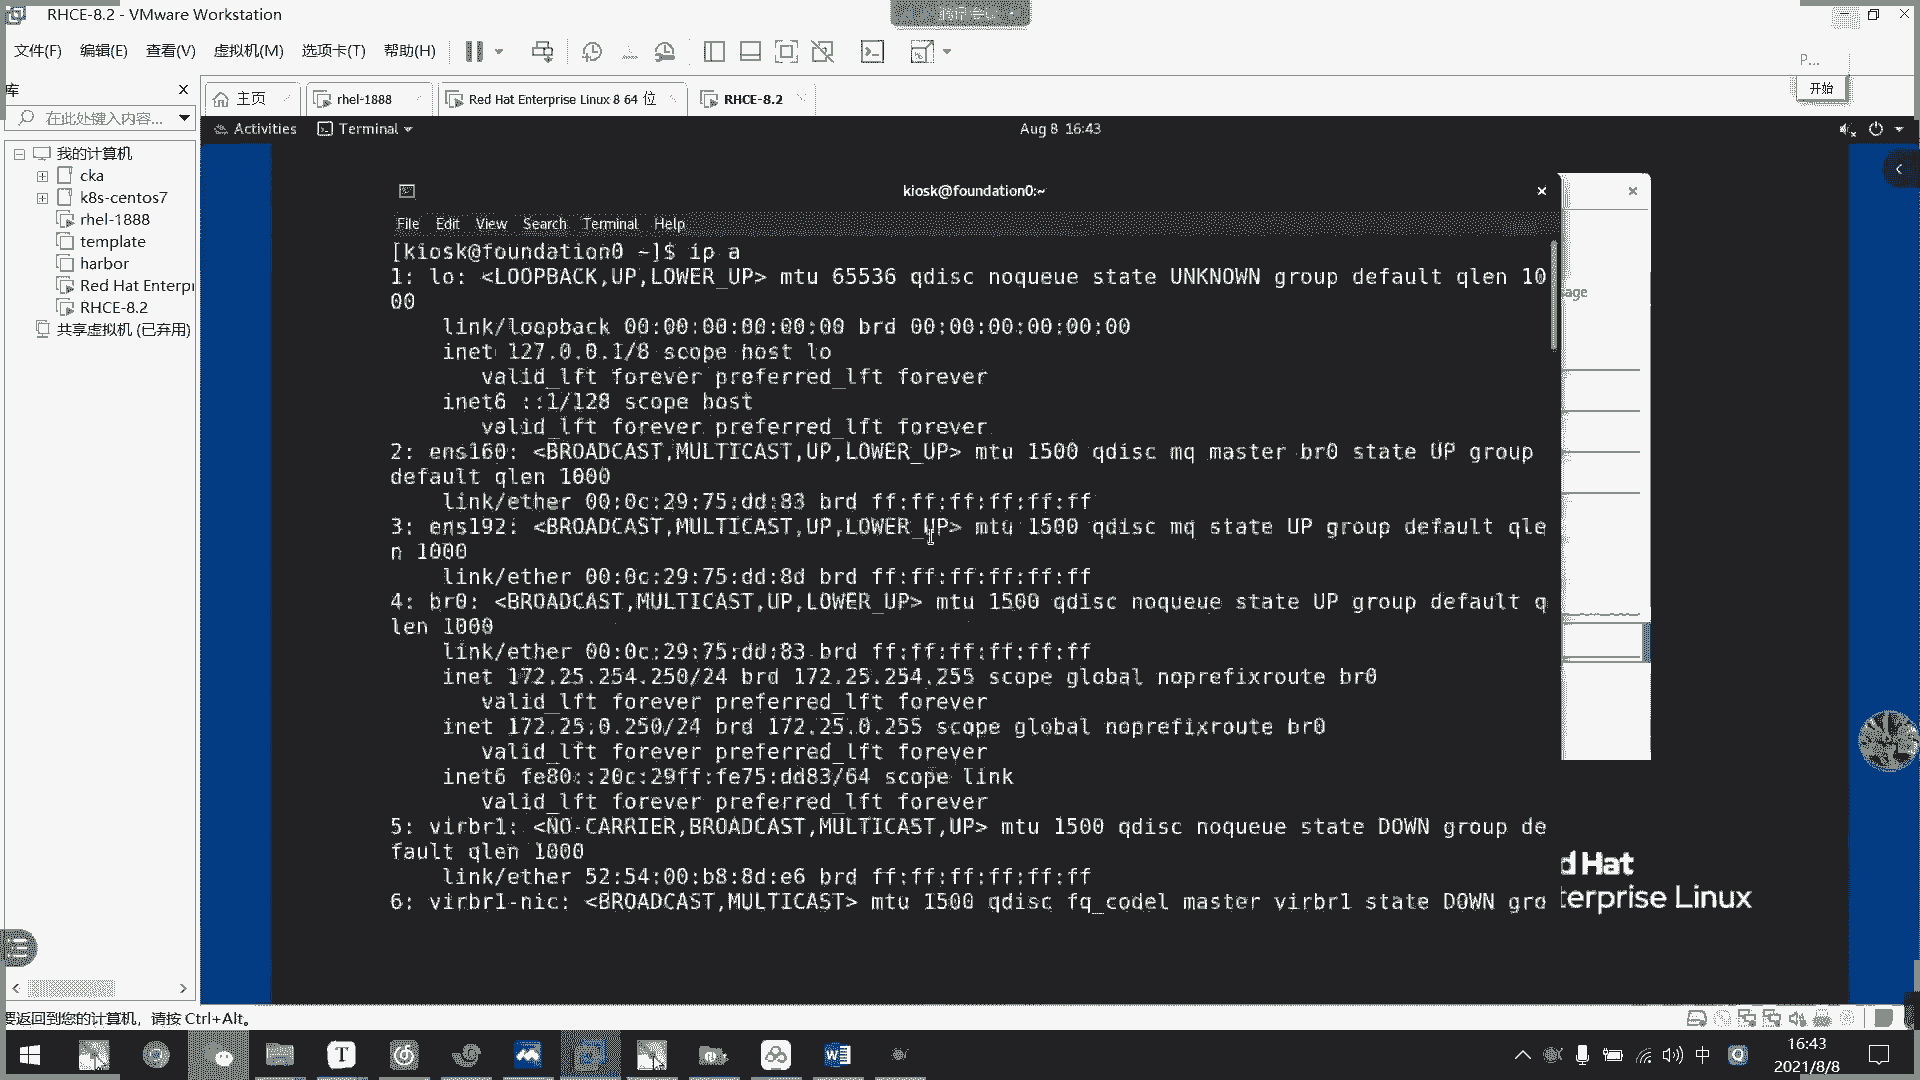 RHCE-8.2 - VMware Workstation
文件(F) 编辑(E) 查看(V) 虚拟机(M) 选项卡(T) 帮助(H)
P...
开始
库
在此处键入内容...
主页
rhel-1888
Red Hat Enterprise Linux 8 64 位
RHCE-8.2
我的计算机
cka
k8s-centos7
rhel-1888
template
harbor
Red Hat Enterpr
RHCE-8.2
共享虚拟机 (已弃用)
Activities
Terminal
Aug 8 16:43
kiosk@foundation0:~
File Edit View Search Terminal Help
[kiosk@foundation0 ~]$ ip a
1: lo: <LOOPBACK,UP,LOWER_UP> mtu 65536 qdisc noqueue state UNKNOWN group default qlen 10
00
link/loopback 00:00:00:00:00:00 brd 00:00:00:00:00:00
inet 127.0.0.1/8 scope host lo
valid_lft forever preferred_lft forever
inet6 ::1/128 scope host
valid_lft forever preferred_lft forever
2: ens160: <BROADCAST,MULTICAST,UP,LOWER_UP> mtu 1500 qdisc mq master br0 state UP group
default qlen 1000
link/ether 00:0c:29:75:dd:83 brd ff:ff:ff:ff:ff:ff
3: ens192: <BROADCAST,MULTICAST,UP,LOWER_UP> mtu 1500 qdisc mq state UP group default qle
n 1000
link/ether 00:0c:29:75:dd:8d brd ff:ff:ff:ff:ff:ff
4: br0: <BROADCAST,MULTICAST,UP,LOWER_UP> mtu 1500 qdisc noqueue state UP group default q
len 1000
link/ether 00:0c:29:75:dd:83 brd ff:ff:ff:ff:ff:ff
inet 172.25.254.250/24 brd 172.25.254.255 scope global noprefixroute br0
valid_lft forever preferred_lft forever
inet 172.25.0.250/24 brd 172.25.0.255 scope global noprefixroute br0
valid_lft forever preferred_lft forever
inet6 fe80::20c:29ff:fe75:dd83/64 scope link
valid_lft forever preferred_lft forever
5: virbr1: <NO-CARRIER,BROADCAST,MULTICAST,UP> mtu 1500 qdisc noqueue state DOWN group de
fault qlen 1000
link/ether 52:54:00:b8:8d:e6 brd ff:ff:ff:ff:ff:ff
6: virbr1-nic: <BROADCAST,MULTICAST> mtu 1500 qdisc fq_codel master virbr1 state DOWN gro
age
d Hat
terprise Linux
要返回到您的计算机，请按 Ctrl+Alt。
中
16:43
2021/8/8